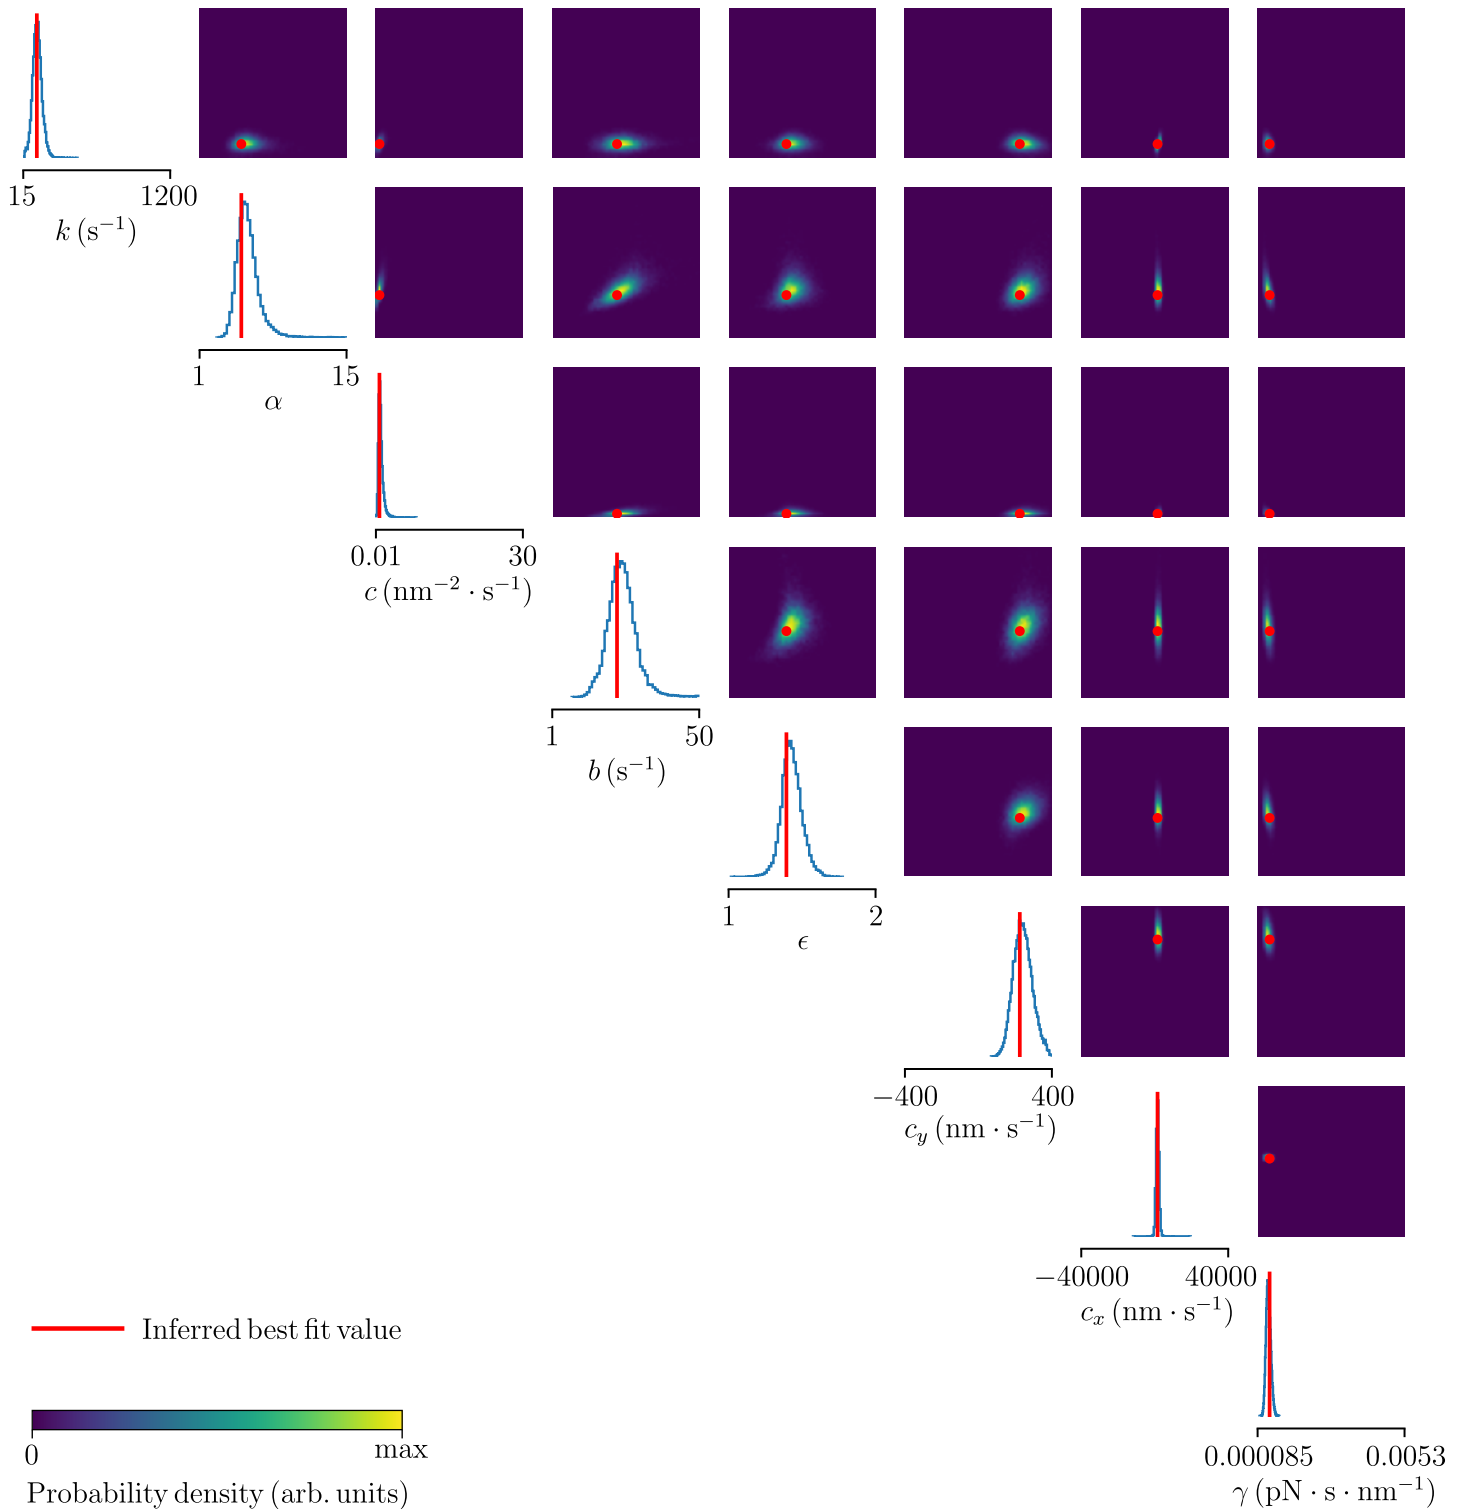 15 1200
k (s⁻¹)
1 15
α
0.01 30
c (nm⁻² · s⁻¹)
1 50
b (s⁻¹)
1 2
ϵ
−400 400
c_y (nm · s⁻¹)
−40000 40000
c_x (nm · s⁻¹)
Inferred best fit value
0.000085 0.0053
γ (pN · s · nm⁻¹)
0 max
Probability density (arb. units)